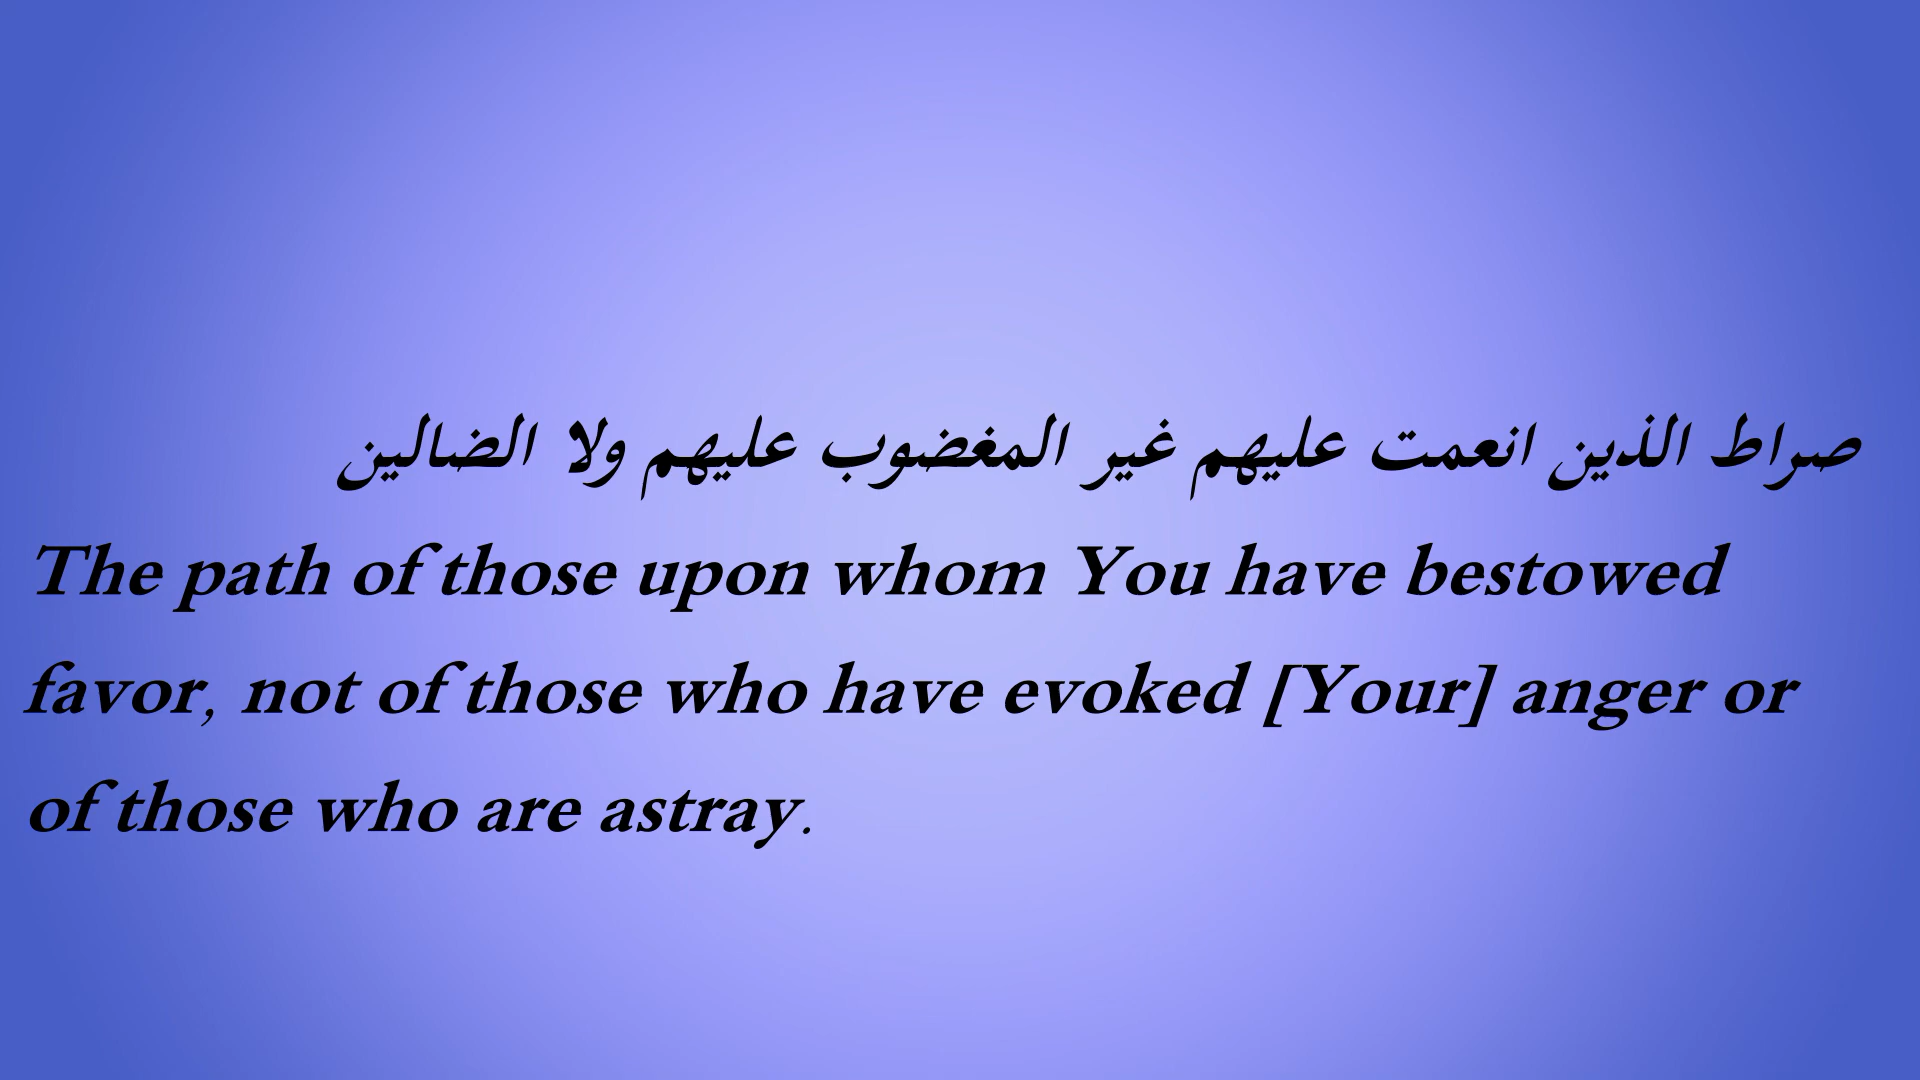 صراط الذين انعمت عليهم غير المغضوب عليهم ولا الضالين
The path of those upon whom You have bestowed
favor, not of those who have evoked [Your] anger or
of those who are astray.